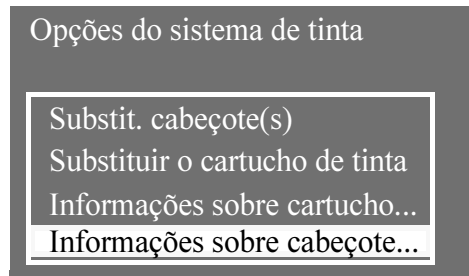 Opções do sistema de tinta
Substit. cabeçote(s)
Substituir o cartucho de tinta
Informações sobre cartucho...
Informações sobre cabeçote...